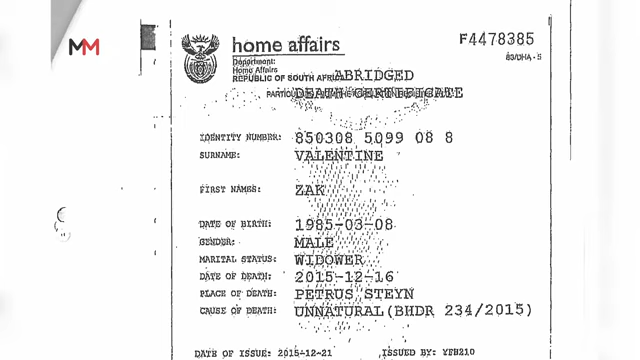 MM
home affairs
F4478385
Department:
Home Affairs
83/DHA - 5
REPUBLIC OF SOUTH AFRICA
ABRIDGED
DEATH CERTIFICATE
IDENTITY NUMBER: 850308 5099 08 8
SURNAME: VALENTINE
FIRST NAMES: ZAK
DATE OF BIRTH: 1985-03-08
GENDER: MALE
MARITAL STATUS: WIDOWER
DATE OF DEATH: 2015-12-16
PLACE OF DEATH: PETRUS STEYN
CAUSE OF DEATH: UNNATURAL(BHDR 234/2015)
DATE OF ISSUE: 2015-12-21 ISSUED BY: YFB210